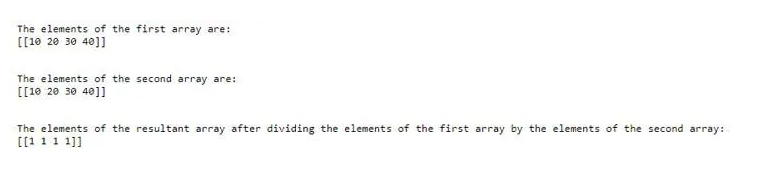 The elements of the first array are:
[[10 20 30 40]]
The elements of the second array are:
[[10 20 30 40]]
The elements of the resultant array after dividing the elements of the first array by the elements of the second array:
[[1 1 1 1]]